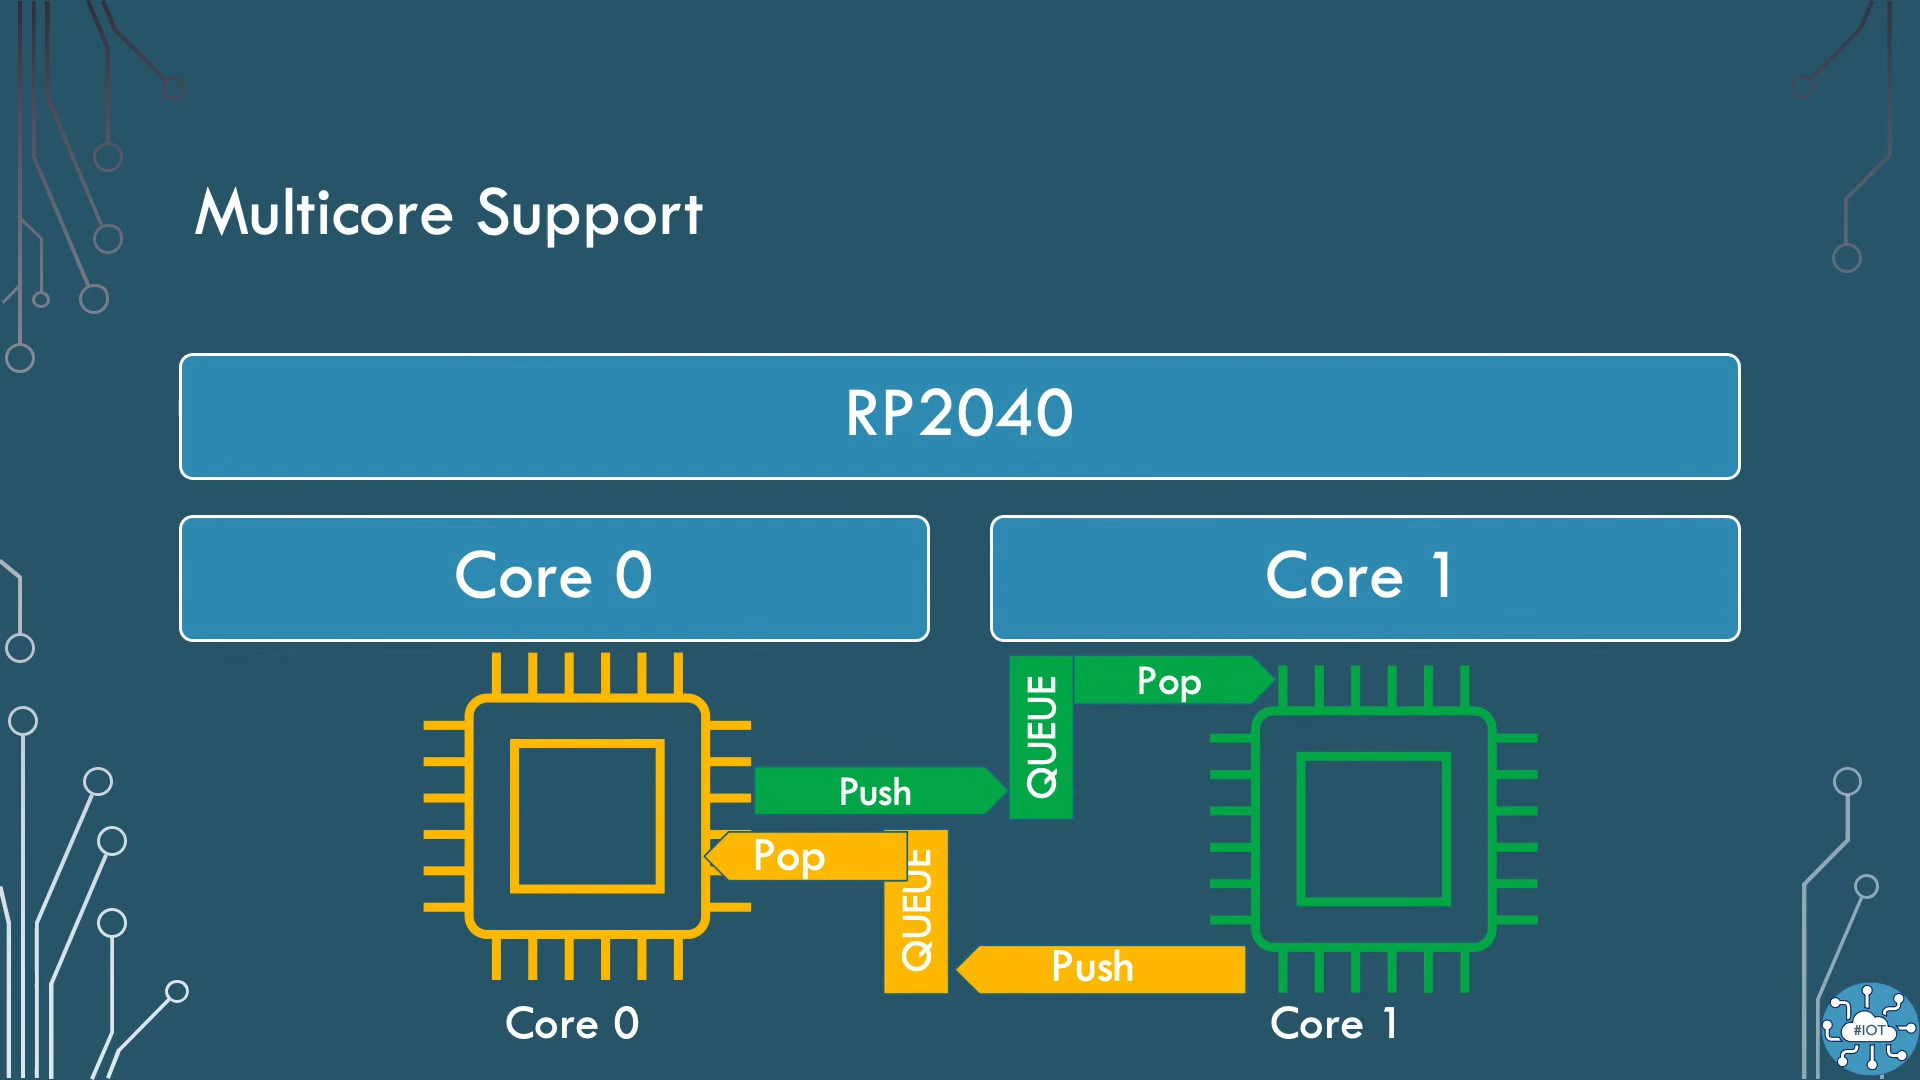 Multicore Support
RP2040
Core 0
Core 1
QUEUE
Pop
Push
Pop
QUEUE
Push
Core 0
Core 1
#IOT